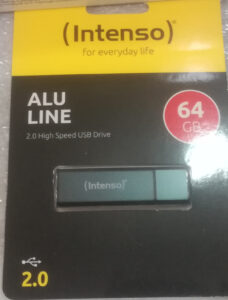 (intenso)
for everyday life
ALU
LINE
2.0 High Speed USB Drive
64
GB
(intenso)
2.0